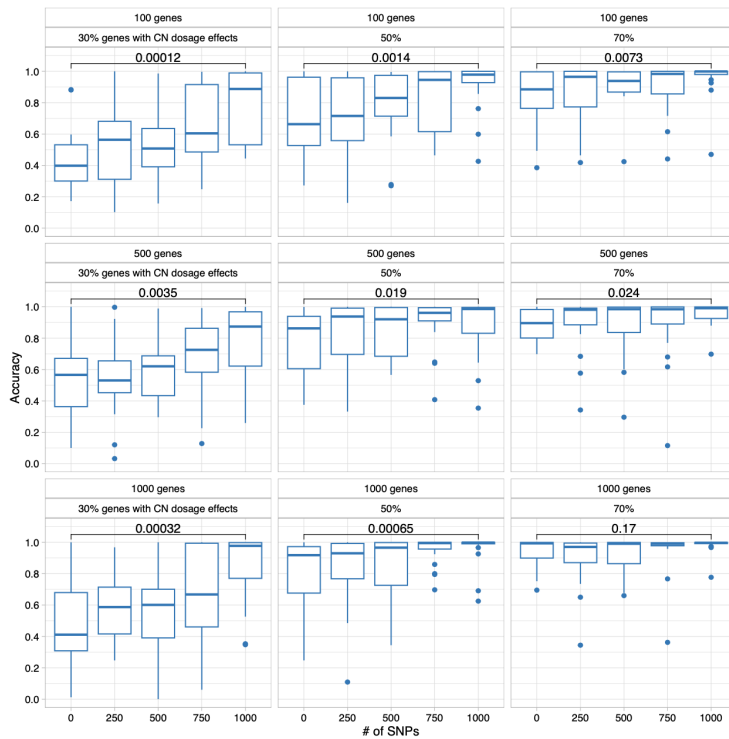 100 genes 100 genes 100 genes
30% genes with CN dosage effects 50% 70%
0.00012 0.0014 0.0073
1.0
0.8
0.6
0.4
0.2
0.0
500 genes 500 genes 500 genes
30% genes with CN dosage effects 50% 70%
0.0035 0.019 0.024
1.0
0.8
0.6
0.4
0.2
0.0
Accuracy
1000 genes 1000 genes 1000 genes
30% genes with CN dosage effects 50% 70%
0.00032 0.00065 0.17
1.0
0.8
0.6
0.4
0.2
0.0
0 250 500 750 1000 0 250 500 750 1000 0 250 500 750 1000
# of SNPs